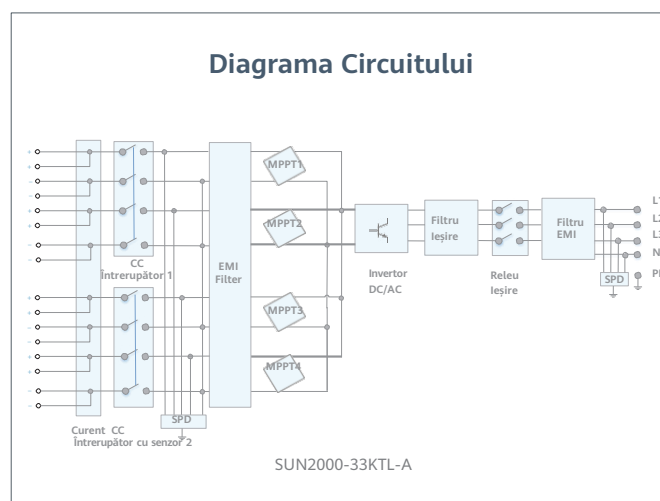 Diagrama Circuitului
MPPT1
MPPT2
MPPT3
MPPT4
EMI
Filter
CC
Întrerupător 1
Curent CC
Întrerupător cu senzor 2
SPD
Invertor
DC/AC
Filtru
Ieșire
Releu
Ieșire
Filtru
EMI
L1
L2
L3
N
SPD
SUN2000-33KTL-A